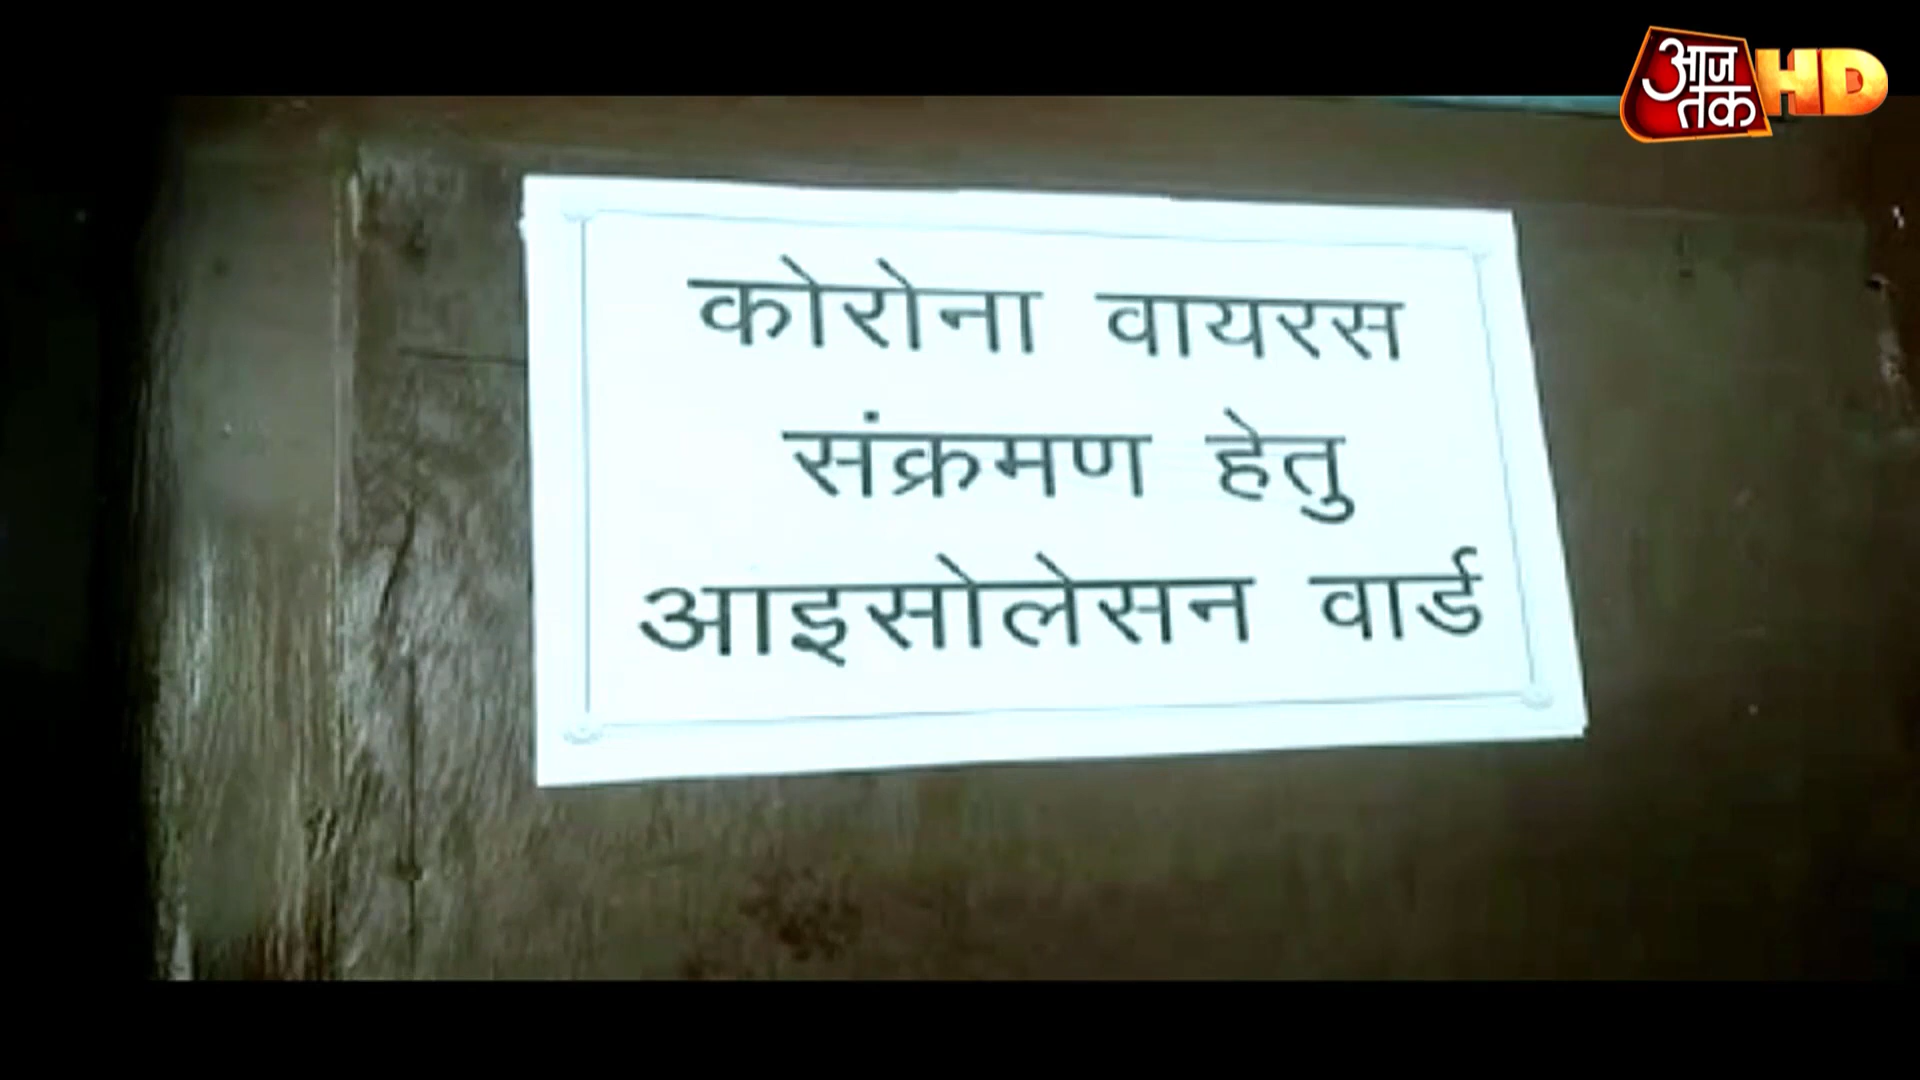 आज तक HD
कोरोना वायरस
संक्रमण हेतु
आइसोलेसन वार्ड